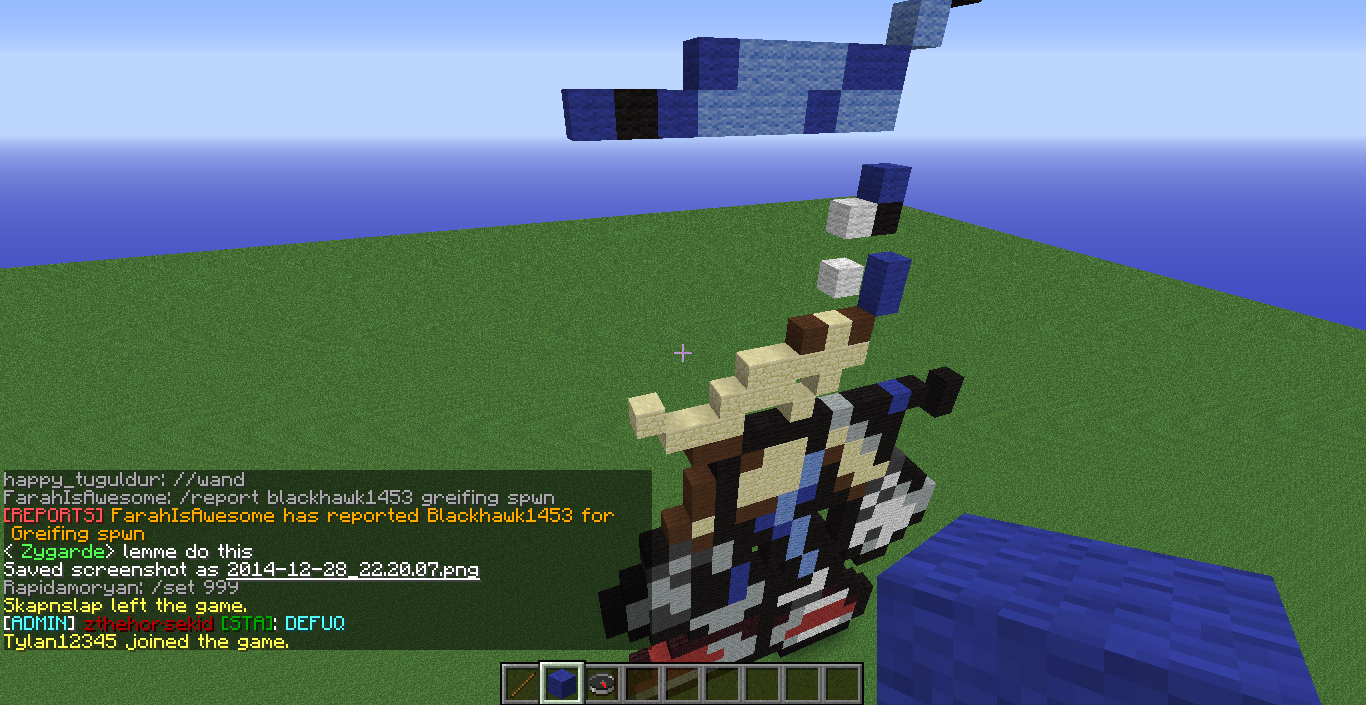 happy_tuguldur: //wand
FarahIsAwesome: /report blackhawk1453 greifing spwn
[REPORTS] FarahIsAwesome has reported Blackhawk1453 for
Greifing spwn
< Zygarde> lemme do this
Saved screenshot as 2014-12-28_22.20.07.png
Rapidamoryan: /set 999
Skapnslap left the game.
[ADMIN] zthehorsekid [STA]: DEFUQ
Tylan12345 joined the game.